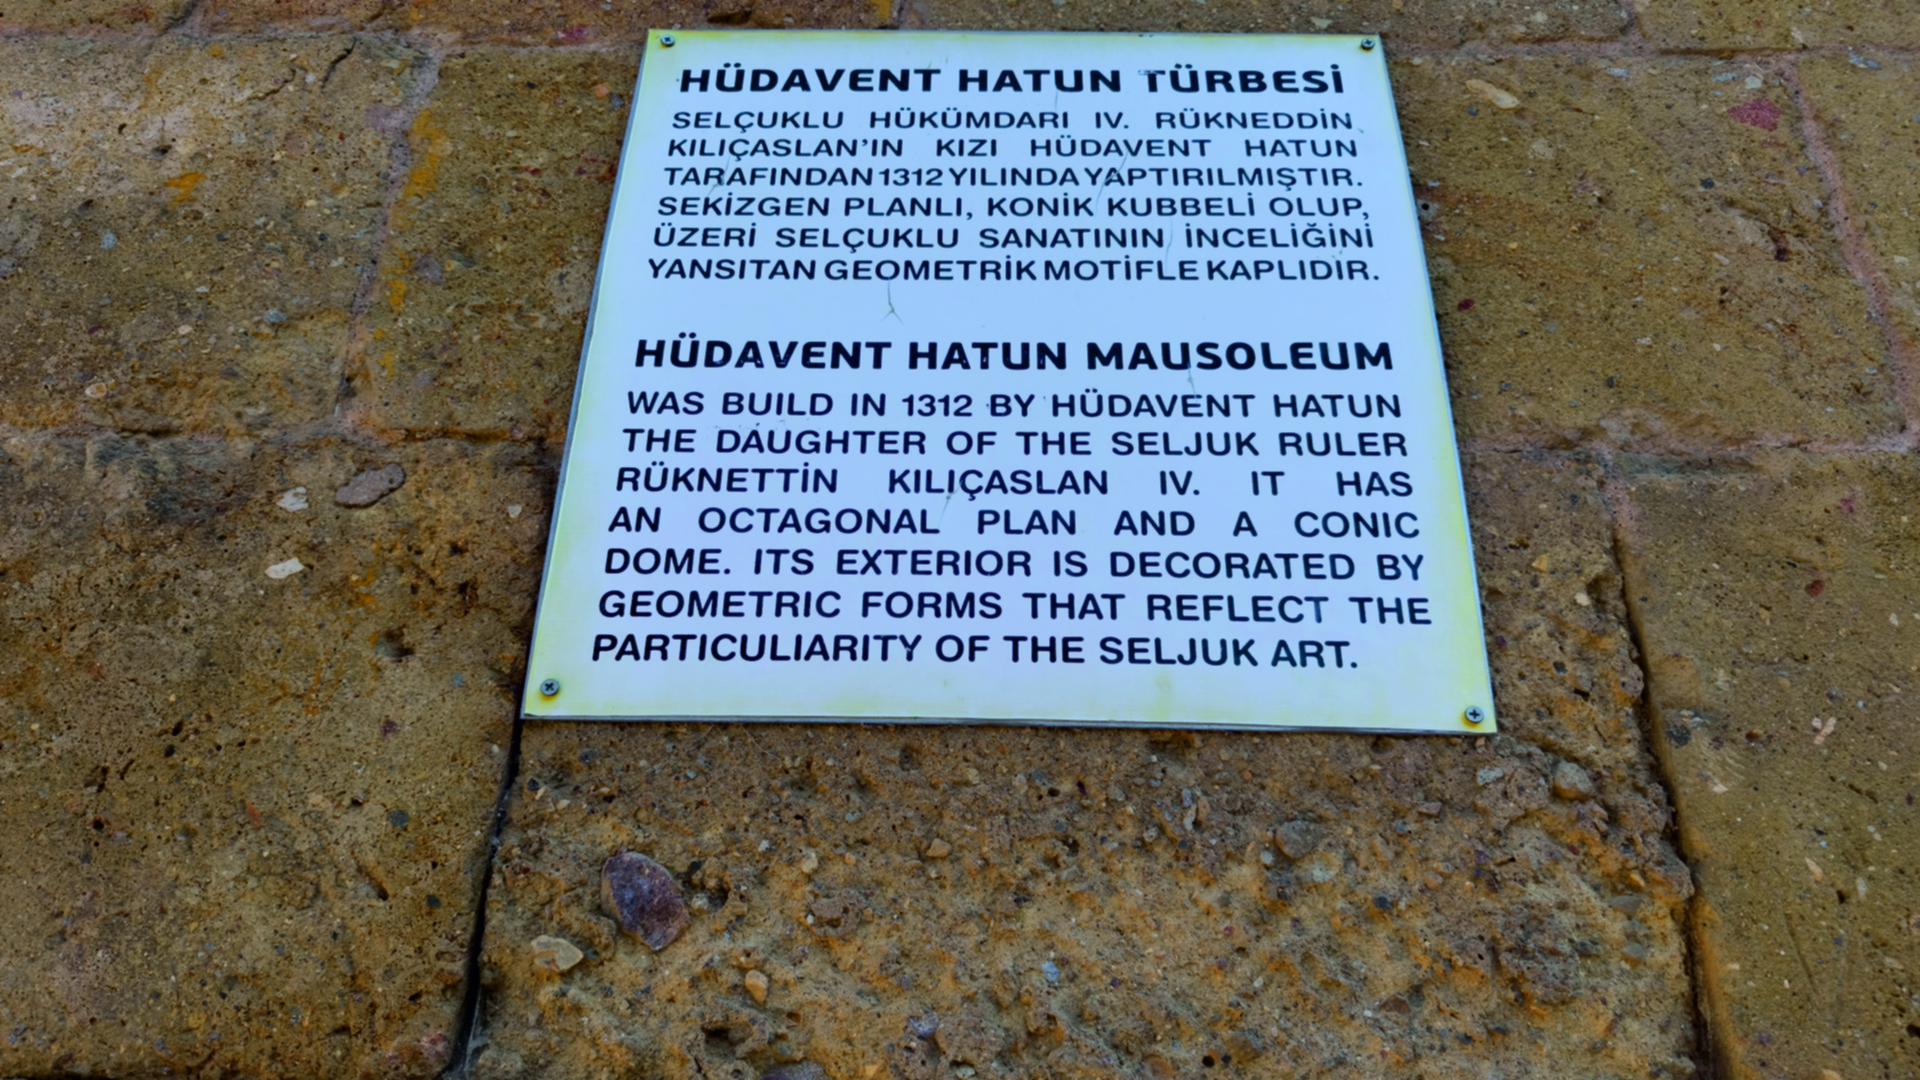 HÜDAVENT HATUN TÜRBESİ
SELÇUKLU HÜKÜMDARI IV. RÜKNEDDİN
KILIÇASLAN'IN KIZI HÜDAVENT HATUN
TARAFINDAN 1312 YILINDA YAPTIRILMIŞTIR.
SEKİZGEN PLANLI, KONİK KUBBELİ OLUP,
ÜZERİ SELÇUKLU SANATININ İNCELİĞİNİ
YANSITAN GEOMETRİK MOTİFLE KAPLIDIR.
HÜDAVENT HATUN MAUSOLEUM
WAS BUILD IN 1312 BY HÜDAVENT HATUN
THE DAUGHTER OF THE SELJUK RULER
RÜKNETTİN KILIÇASLAN IV. IT HAS
AN OCTAGONAL PLAN AND A CONIC
DOME. ITS EXTERIOR IS DECORATED BY
GEOMETRIC FORMS THAT REFLECT THE
PARTICULIARITY OF THE SELJUK ART.